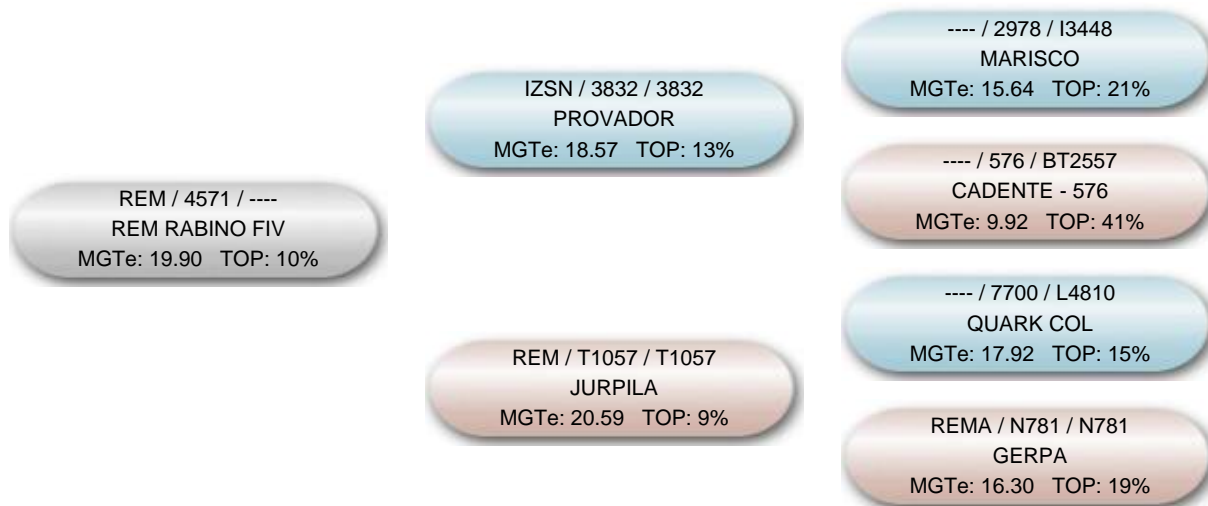 ---- / 2978 / I3448
MARISCO
MGTe: 15.64 TOP: 21%
IZSN / 3832 / 3832
PROVADOR
MGTe: 18.57 TOP: 13%
---- / 576 / BT2557
CADENTE - 576
MGTe: 9.92 TOP: 41%
REM / 4571 / ----
REM RABINO FIV
MGTe: 19.90 TOP: 10%
---- / 7700 / L4810
QUARK COL
MGTe: 17.92 TOP: 15%
REM / T1057 / T1057
JURPILA
MGTe: 20.59 TOP: 9%
REMA / N781 / N781
GERPA
MGTe: 16.30 TOP: 19%